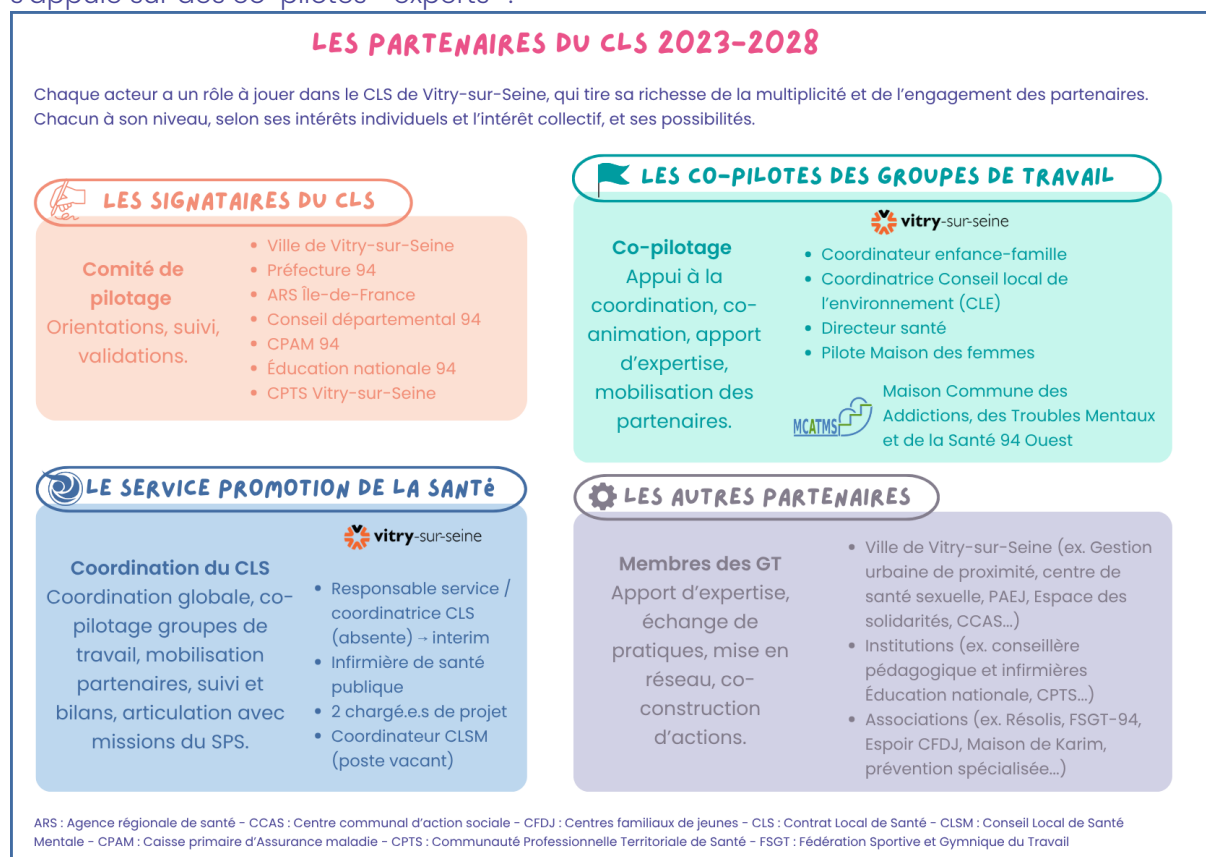 s'appuie sur des co-pilotes "experts" :
LES PARTENAIRES DU CLS 2023-2028
Chaque acteur a un rôle à jouer dans le CLS de Vitry-sur-Seine, qui tire sa richesse de la multiplicité et de l'engagement des partenaires.
Chacun à son niveau, selon ses intérêts individuels et l'intérêt collectif, et ses possibilités.
LES SIGNATAIRES DU CLS
Comité de
pilotage
Orientations, suivi,
validations.
• Ville de Vitry-sur-Seine
• Préfecture 94
• ARS Île-de-France
• Conseil départemental 94
• CPAM 94
• Éducation nationale 94
• CPTS Vitry-sur-Seine
LES CO-PILOTES DES GROUPES DE TRAVAIL
Co-pilotage
Appui à la
coordination, co-
animation, apport
d'expertise,
mobilisation des
partenaires.
vitry-sur-seine
• Coordinateur enfance-famille
• Coordinatrice Conseil local de
l'environnement (CLE)
• Directeur santé
• Pilote Maison des femmes
MCATMS
Maison Commune des
Addictions, des Troubles Mentaux
et de la Santé 94 Ouest
LE SERVICE PROMOTION DE LA SANTé
Coordination du CLS
Coordination globale, co-
pilotage groupes de
travail, mobilisation
partenaires, suivi et
bilans, articulation avec
missions du SPS.
vitry-sur-seine
• Responsable service /
coordinatrice CLS
(absente) → interim
• Infirmière de santé
publique
• 2 chargé.e.s de projet
• Coordinateur CLSM
(poste vacant)
LES AUTRES PARTENAIRES
Membres des GT
Apport d'expertise,
échange de
pratiques, mise en
réseau, co-
construction
d'actions.
• Ville de Vitry-sur-Seine (ex. Gestion
urbaine de proximité, centre de
santé sexuelle, PAEJ, Espace des
solidarités, CCAS...)
• Institutions (ex. conseillère
pédagogique et infirmières
Éducation nationale, CPTS...)
• Associations (ex. Résolis, FSGT-94,
Espoir CFDJ, Maison de Karim,
prévention spécialisée...)
ARS : Agence régionale de santé - CCAS : Centre communal d'action sociale - CFDJ : Centres familiaux de jeunes - CLS : Contrat Local de Santé - CLSM : Conseil Local de Santé
Mentale - CPAM : Caisse primaire d'Assurance maladie - CPTS : Communauté Professionnelle Territoriale de Santé - FSGT : Fédération Sportive et Gymnique du Travail